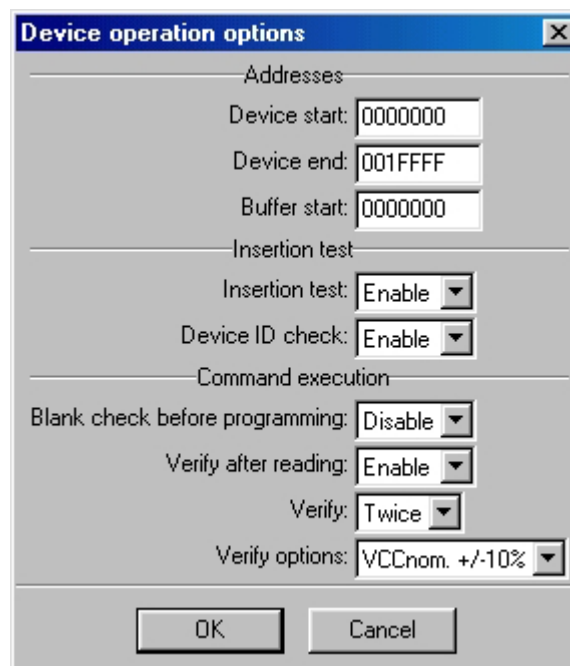 Device operation options
Addresses
Device start: 0000000
Device end: 001FFFF
Buffer start: 0000000
Insertion test
Insertion test: Enable
Device ID check: Enable
Command execution
Blank check before programming: Disable
Verify after reading: Enable
Verify: Twice
Verify options: VCCnom. +/-10%
OK Cancel